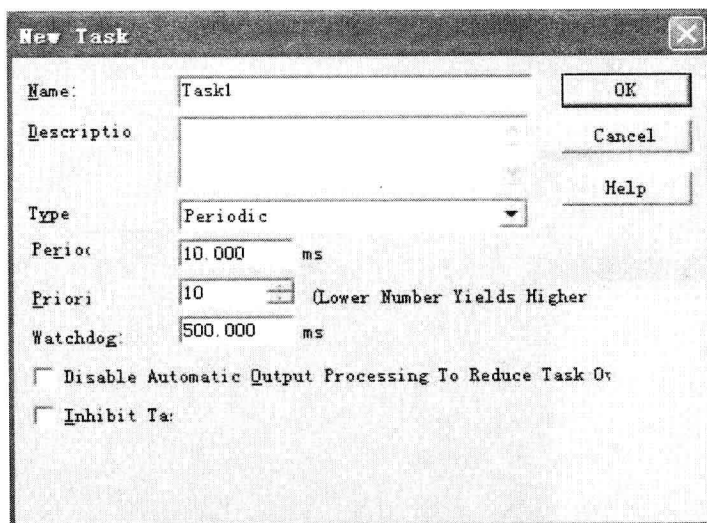 New Task
Name: Task1 OK
Descriptio Cancel
Help
Type Periodic
Perioc 10.000 ms
Priori 10 (Lower Number Yields Higher
Watchdog: 500.000 ms
Disable Automatic Output Processing To Reduce Task Ov
Inhibit Ta: